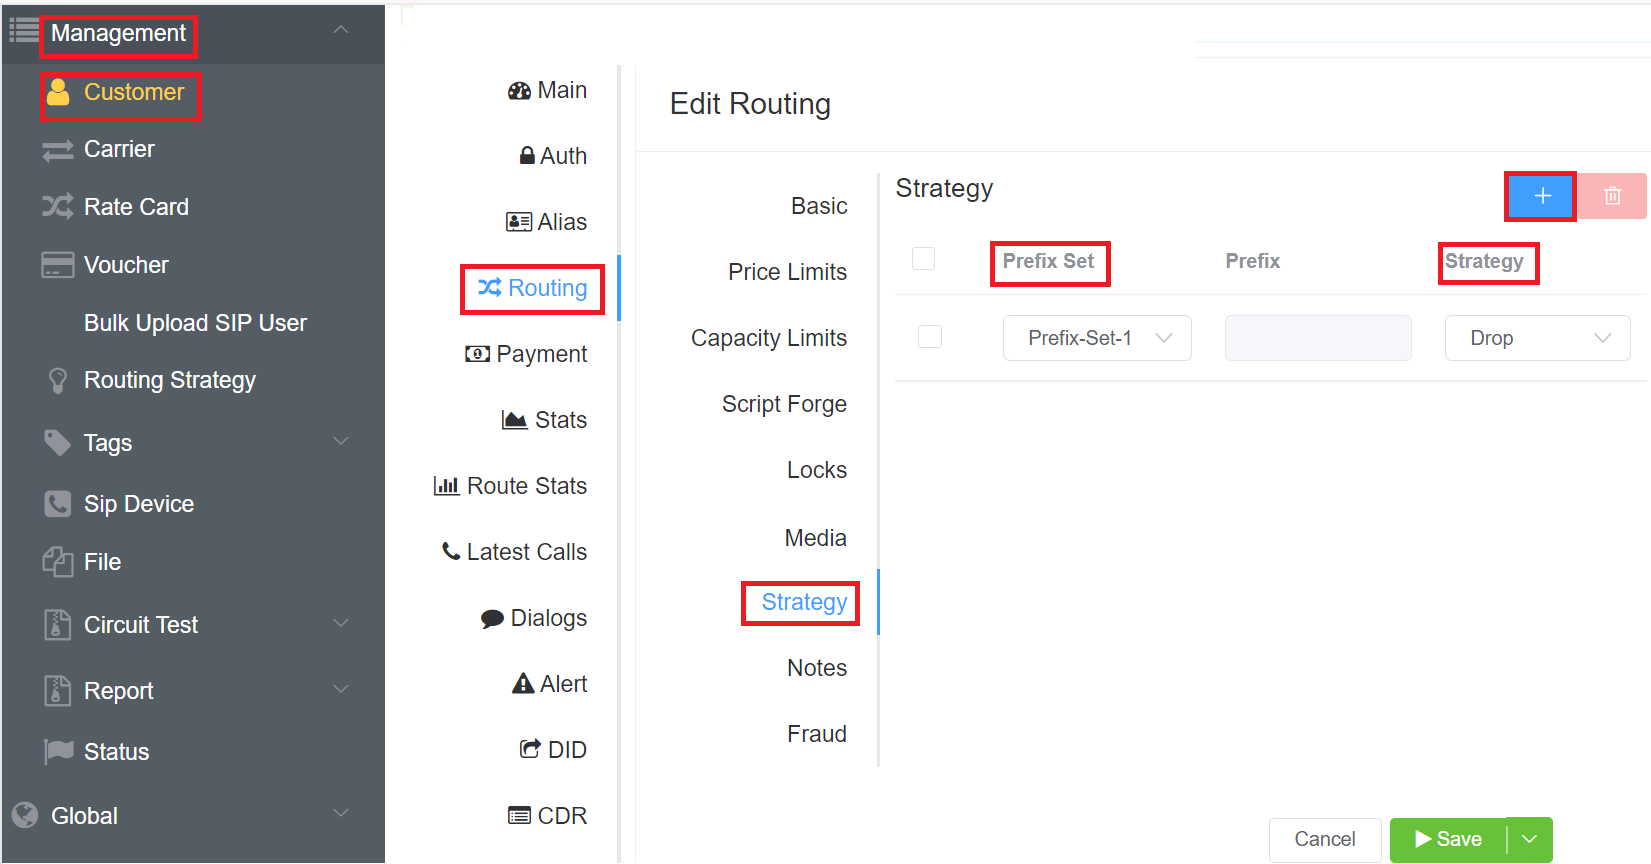 Management
Customer
Carrier
Rate Card
Voucher
Bulk Upload SIP User
Routing Strategy
Tags
Sip Device
File
Circuit Test
Report
Status
Global
Main
Auth
Alias
Routing
Payment
Stats
Route Stats
Latest Calls
Dialogs
Alert
DID
CDR
Edit Routing
Basic
Price Limits
Capacity Limits
Script Forge
Locks
Media
Strategy
Notes
Fraud
Strategy
Prefix Set Prefix Strategy
Prefix-Set-1 Drop
Cancel Save